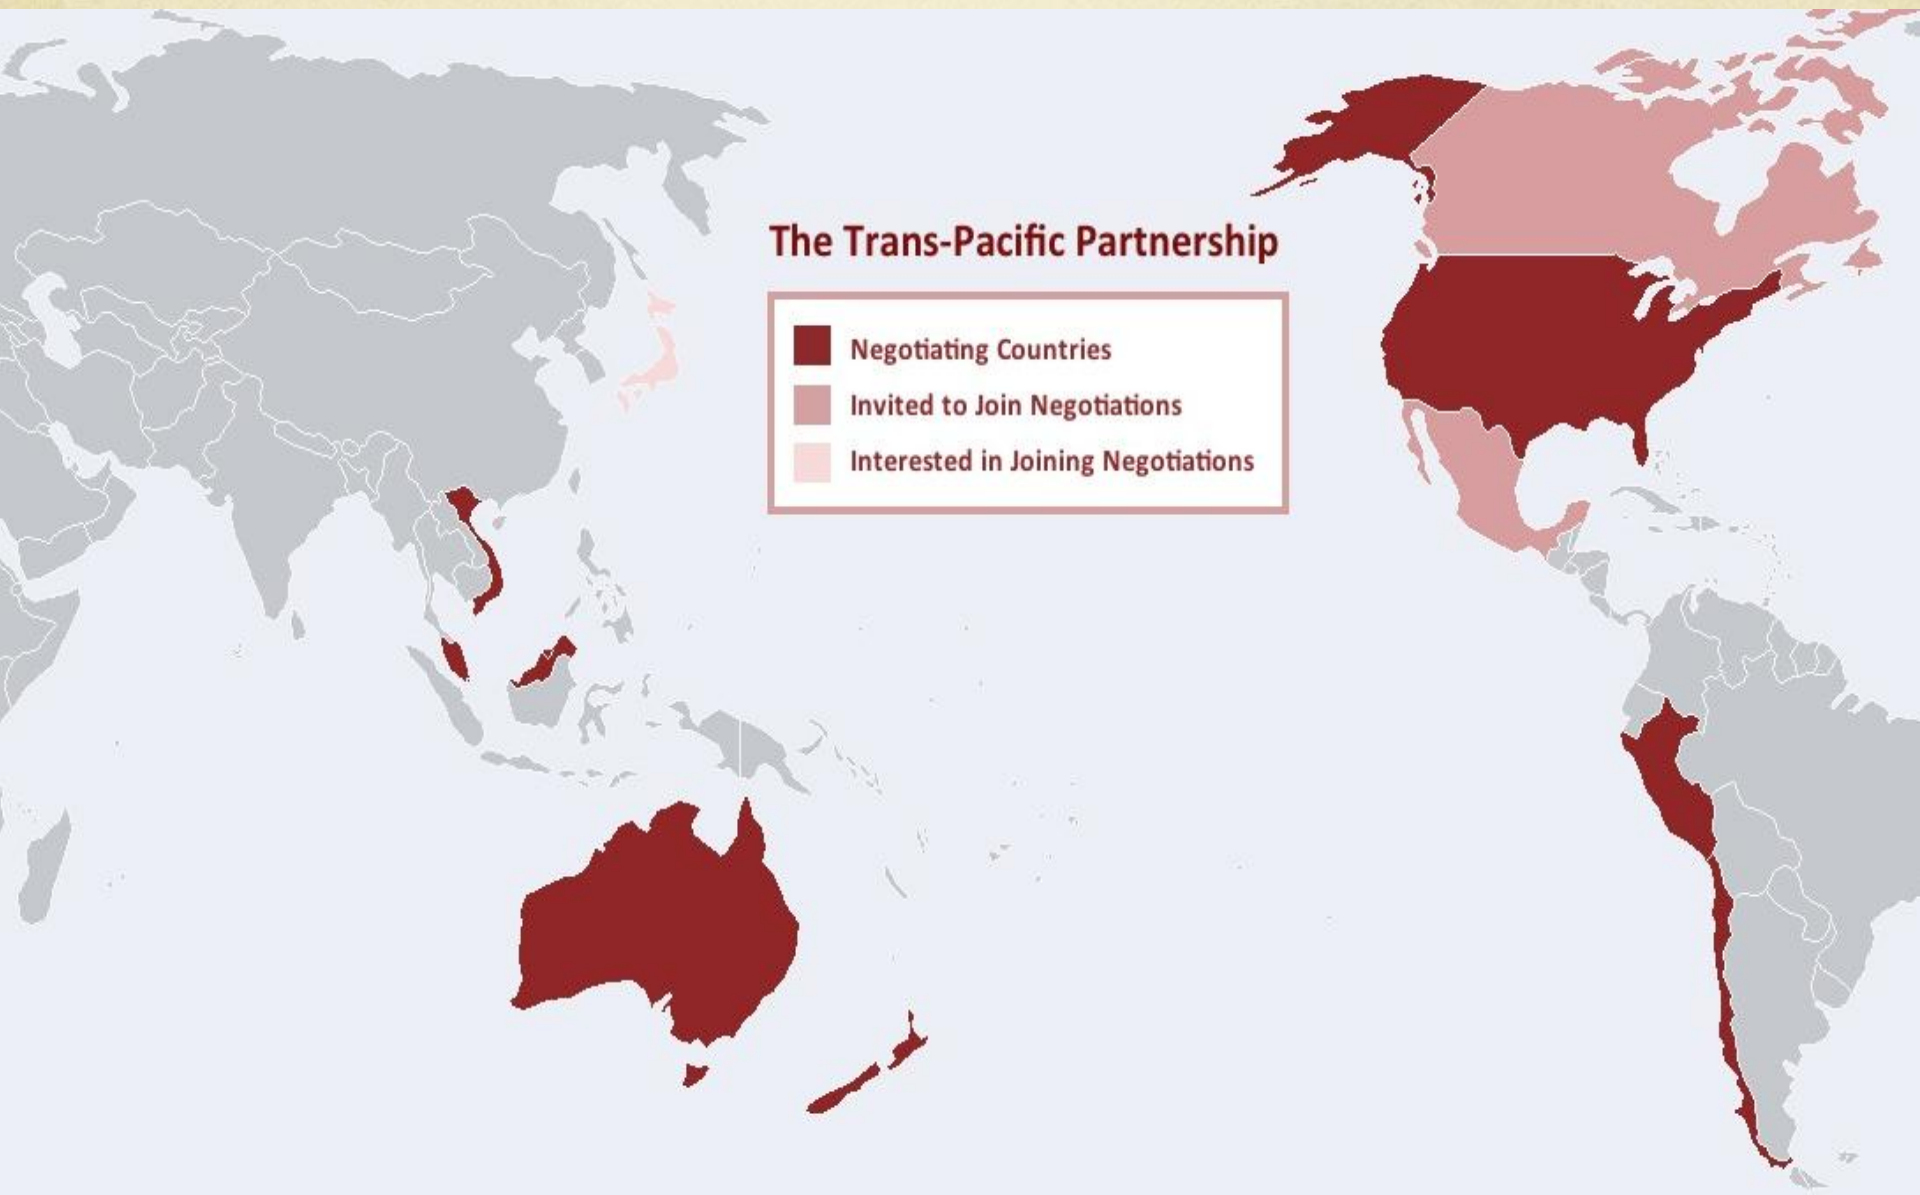 The Trans-Pacific Partnership
Negotiating Countries
Invited to Join Negotiations
Interested in Joining Negotiations